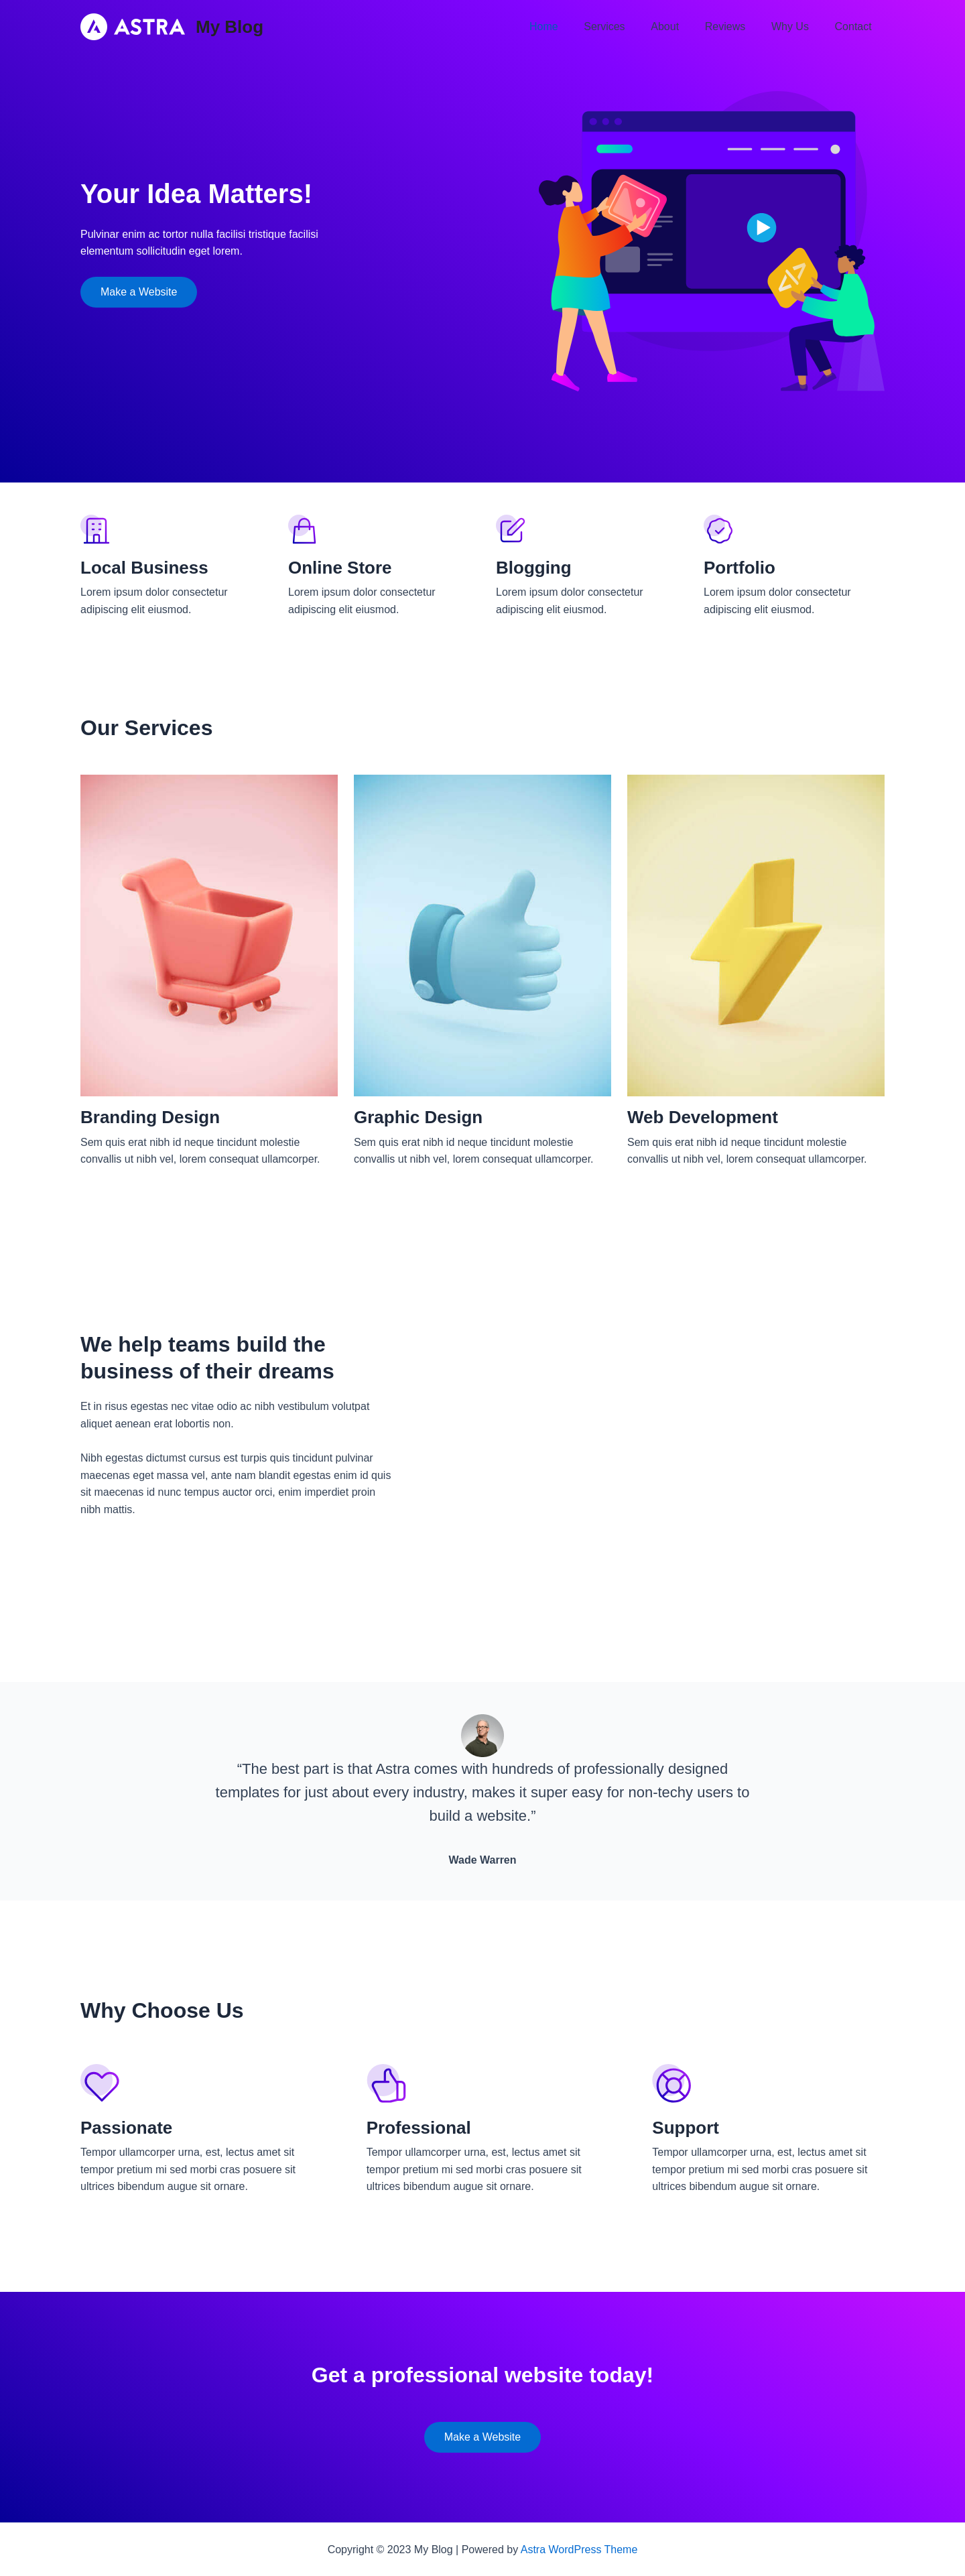 ASTRA My Blog
Home Services About Reviews Why Us Contact
Your Idea Matters!
Pulvinar enim ac tortor nulla facilisi tristique facilisi
elementum sollicitudin eget lorem.
Make a Website
Local Business
Lorem ipsum dolor consectetur
adipiscing elit eiusmod.
Online Store
Lorem ipsum dolor consectetur
adipiscing elit eiusmod.
Blogging
Lorem ipsum dolor consectetur
adipiscing elit eiusmod.
Portfolio
Lorem ipsum dolor consectetur
adipiscing elit eiusmod.
Our Services
Branding Design
Sem quis erat nibh id neque tincidunt molestie
convallis ut nibh vel, lorem consequat ullamcorper.
Graphic Design
Sem quis erat nibh id neque tincidunt molestie
convallis ut nibh vel, lorem consequat ullamcorper.
Web Development
Sem quis erat nibh id neque tincidunt molestie
convallis ut nibh vel, lorem consequat ullamcorper.
We help teams build the
business of their dreams
Et in risus egestas nec vitae odio ac nibh vestibulum volutpat
aliquet aenean erat lobortis non.
Nibh egestas dictumst cursus est turpis quis tincidunt pulvinar
maecenas eget massa vel, ante nam blandit egestas enim id quis
sit maecenas id nunc tempus auctor orci, enim imperdiet proin
nibh mattis.
“The best part is that Astra comes with hundreds of professionally designed
templates for just about every industry, makes it super easy for non-techy users to
build a website.”
Wade Warren
Why Choose Us
Passionate
Tempor ullamcorper urna, est, lectus amet sit
tempor pretium mi sed morbi cras posuere sit
ultrices bibendum augue sit ornare.
Professional
Tempor ullamcorper urna, est, lectus amet sit
tempor pretium mi sed morbi cras posuere sit
ultrices bibendum augue sit ornare.
Support
Tempor ullamcorper urna, est, lectus amet sit
tempor pretium mi sed morbi cras posuere sit
ultrices bibendum augue sit ornare.
Get a professional website today!
Make a Website
Copyright © 2023 My Blog | Powered by Astra WordPress Theme